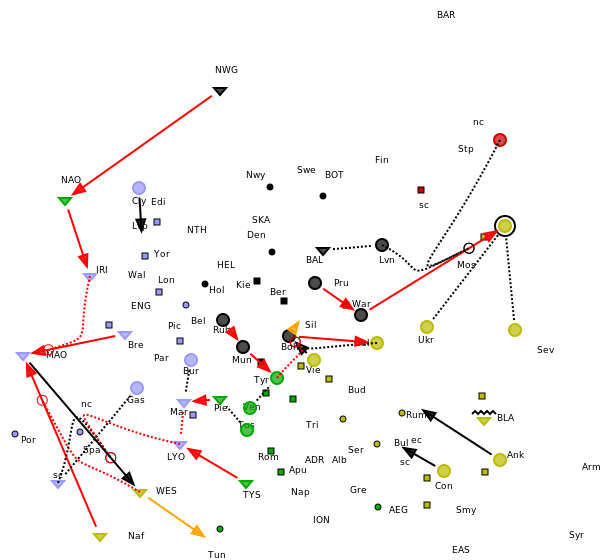 BAR
NWG
nc
Stp
Fin
Swe
BOT
Nwy
NAO
Cly
Edi
sc
SKA
Den
NTH
Lvn
BAL
Mos
Yor
HEL
IRI
Wal
Lon
Kie
Ber
Pru
Hol
War
ENG
Bel
Pic
Ruh
Sil
Ukr
Bre
Sev
MAO
Par
Mun
Boh
Vie
Bur
Tyr
Bud
Gas
nc
Mar
Pie
Ven
Rum
BLA
Tus
Tri
Por
Spa
LYO
Rom
Ser
Bul
ec
Apu
ADR
Alb
sc
Ank
Arm
sc
WES
TYS
Nap
Gre
Con
AEG
Smy
ION
Naf
Syr
Tun
EAS